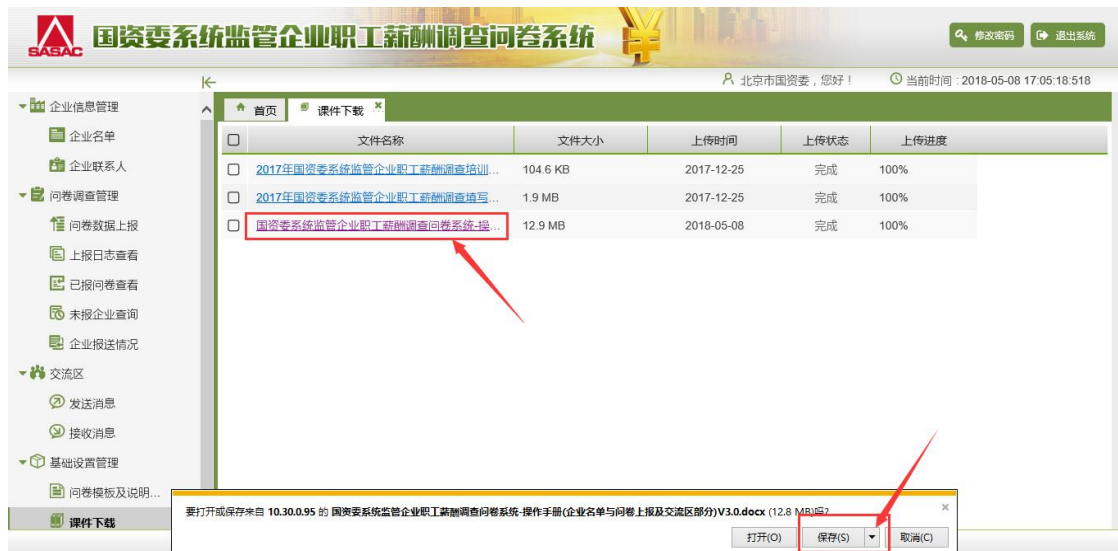 SASAC 国资委系统监管企业职工薪酬调查问卷系统 修改密码 退出系统
北京市国资委，您好！ 当前时间：2018-05-08 17:05:18:518
企业信息管理
企业名单
企业联系人
问卷调查管理
问卷数据上报
上报日志查看
已报问卷查看
未报企业查询
企业报送情况
交流区
发送消息
接收消息
基础设置管理
问卷模板及说明...
课件下载
首页 课件下载
文件名称 文件大小 上传时间 上传状态 上传进度
2017年国资委系统监管企业职工薪酬调查培训... 104.6 KB 2017-12-25 完成 100%
2017年国资委系统监管企业职工薪酬调查填写... 1.9 MB 2017-12-25 完成 100%
国资委系统监管企业职工薪酬调查问卷系统-操... 12.9 MB 2018-05-08 完成 100%
要打开或保存来自 10.30.0.95 的 国资委系统监管企业职工薪酬调查问卷系统-操作手册(企业名单与问卷上报及交流区部分)V3.0.docx (12.8 MB)吗?
打开(O) 保存(S) 取消(C)